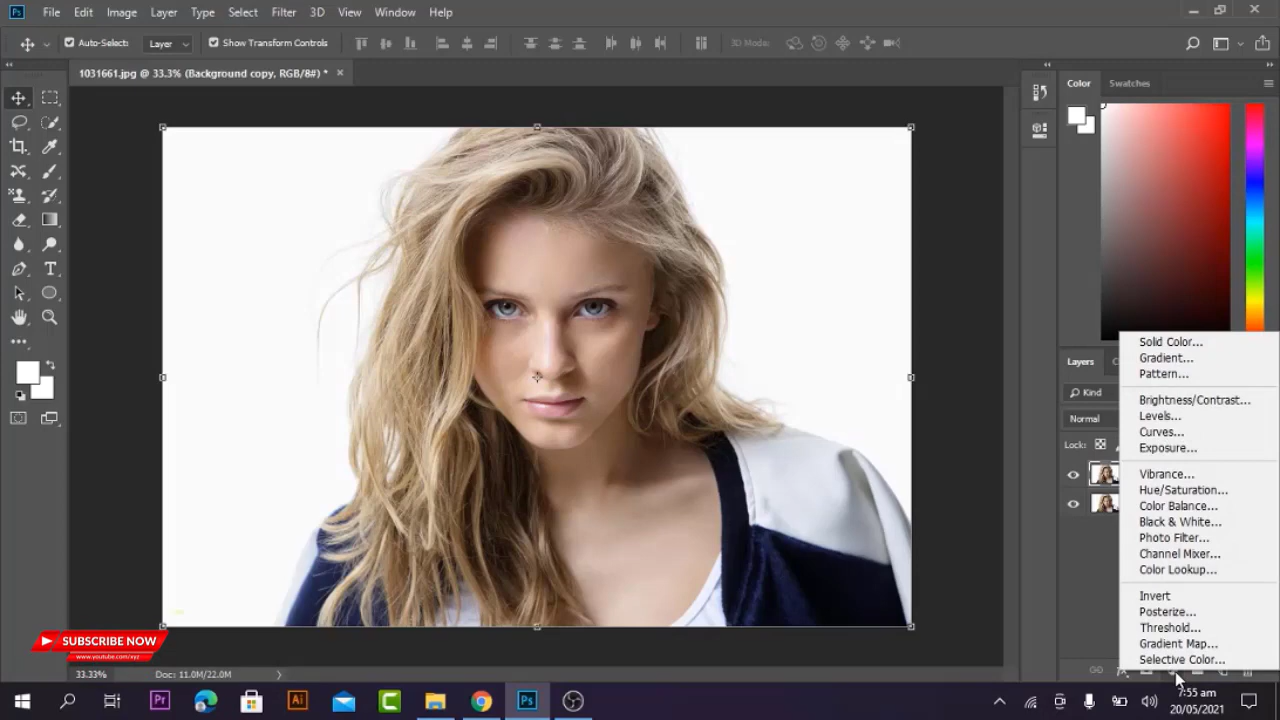 Ps File Edit Image Layer Type Select Filter 3D View Window Help
Auto-Select: Layer Show Transform Controls 3D Mode:
1031661.jpg @ 33.3% (Background copy, RGB/8#) *
Color Swatches
Solid Color...
Gradient...
Pattern...
Layers
Kind
Brightness/Contrast...
Normal
Levels...
Curves...
Lock:
Exposure...
Vibrance...
Hue/Saturation...
Color Balance...
Black & White...
Photo Filter...
Channel Mixer...
Color Lookup...
Invert
Posterize...
Threshold...
Gradient Map...
Selective Color...
SUBSCRIBE NOW
www.youtube.com/xyz
33.33% Doc: 11.0M/22.0M
Pr Ai C Ps
7:55 am
20/05/2021